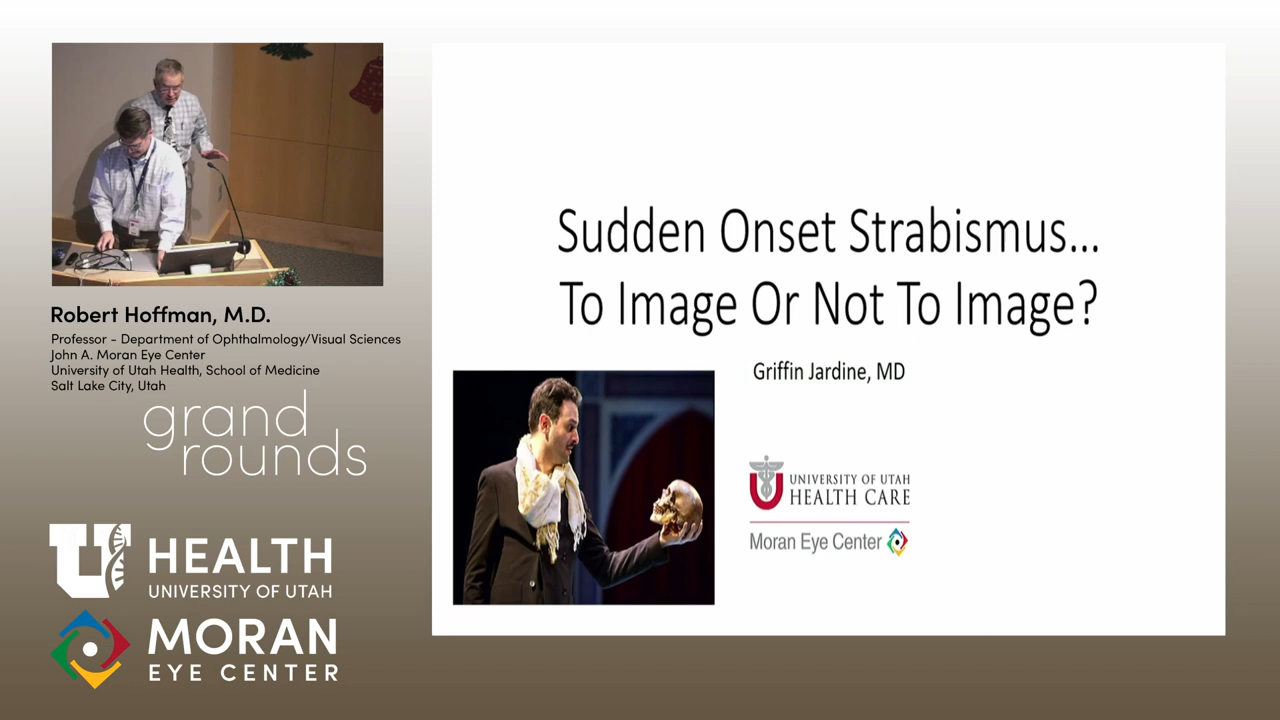 Robert Hoffman, M.D.
Professor - Department of Ophthalmology/Visual Sciences
John A. Moran Eye Center
University of Utah Health, School of Medicine
Salt Lake City, Utah
grand
rounds
U HEALTH
UNIVERSITY OF UTAH
MORAN
EYE CENTER
Sudden Onset Strabismus...
To Image Or Not To Image?
Griffin Jardine, MD
UNIVERSITY OF UTAH
HEALTH CARE
Moran Eye Center